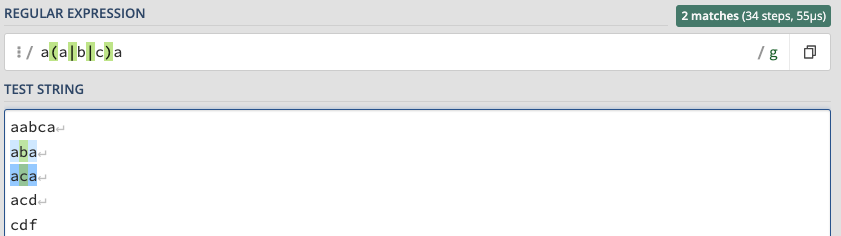 REGULAR EXPRESSION 2 matches (34 steps, 55μs)
/ a(a|b|c)a / g
TEST STRING
aabca↵
aba↵
aca↵
acd↵
cdf